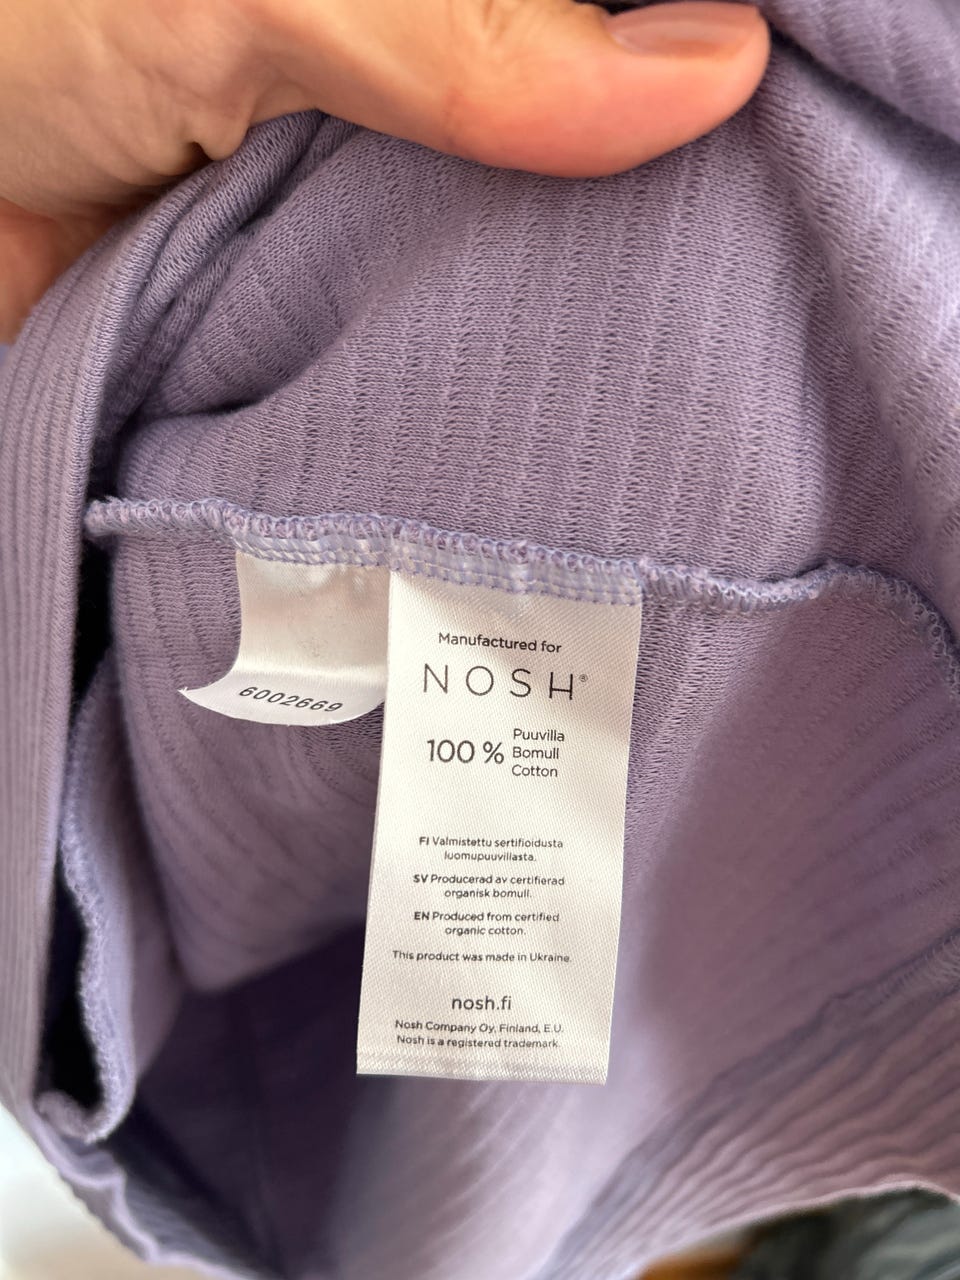 Manufactured for
NOSH®
100 % Puuvilla
Bomull
Cotton
FI Valmistettu sertifioidusta
luomupuuvillasta.
SV Producerad av certifierad
organisk bomull.
EN Produced from certified
organic cotton.
This product was made in Ukraine.
nosh.fi
Nosh Company Oy, Finland, E.U.
Nosh is a registered trademark.
6002669